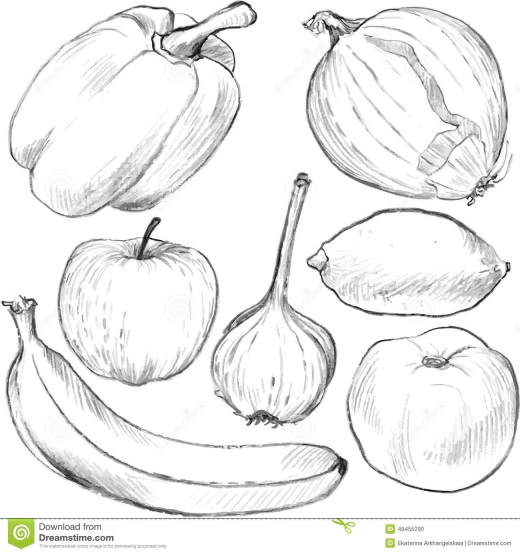 Download from
Dreamstime.com
This watermarked comp image is for previewing purposes only.
49455290
© Ekaterina Arkhangelskaia | Dreamstime.com